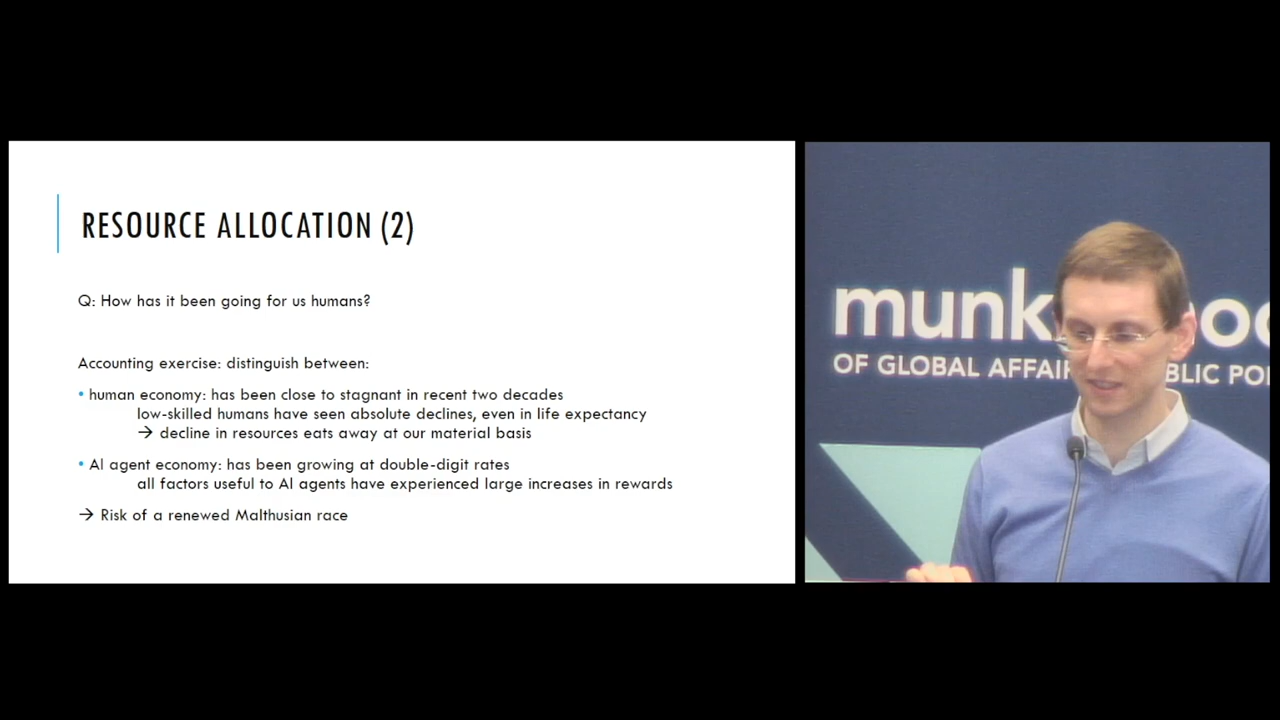 RESOURCE ALLOCATION (2)
Q: How has it been going for us humans?
Accounting exercise: distinguish between:
• human economy: has been close to stagnant in recent two decades
low-skilled humans have seen absolute declines, even in life expectancy
→ decline in resources eats away at our material basis
• AI agent economy: has been growing at double-digit rates
all factors useful to AI agents have experienced large increases in rewards
→ Risk of a renewed Malthusian race
munk
OF GLOBAL